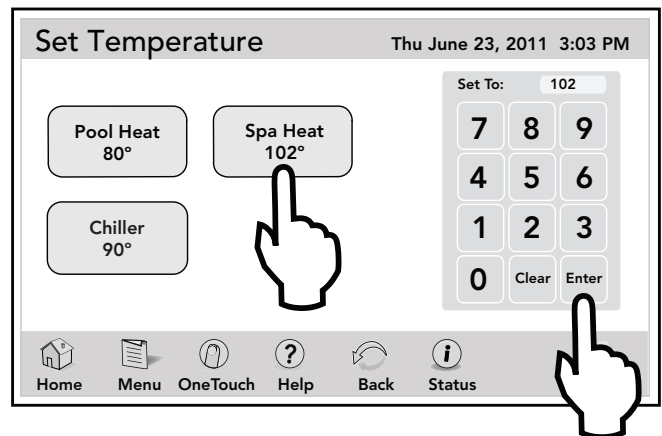 Set Temperature
Thu June 23, 2011 3:03 PM
Pool Heat
80°
Spa Heat
102°
Chiller
90°
Set To: 102
7 8 9
4 5 6
1 2 3
0 Clear Enter
Home Menu OneTouch Help Back Status